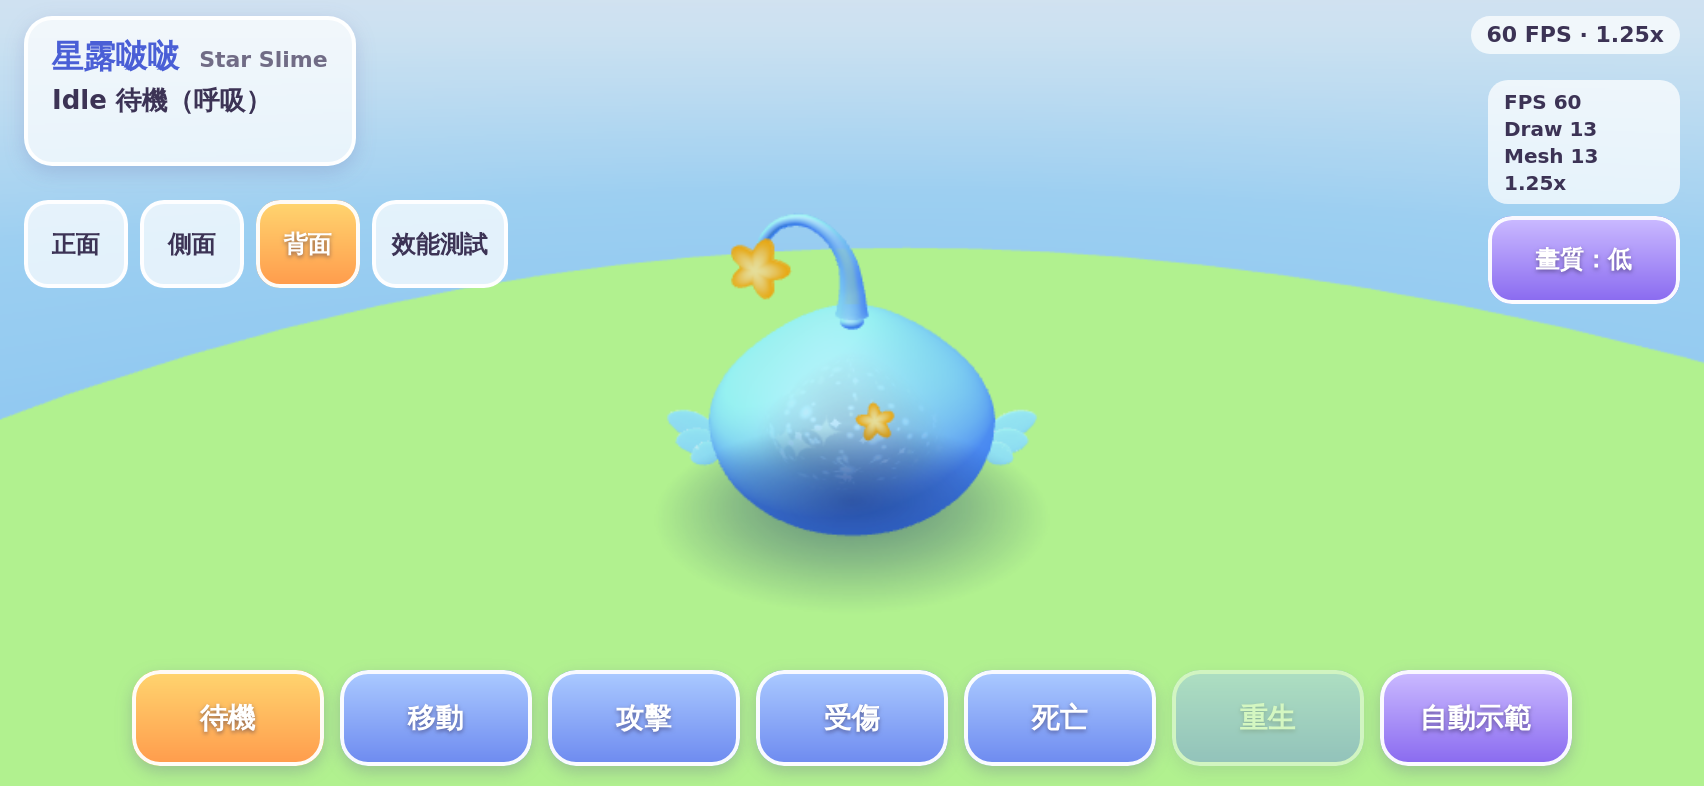 星露啵啵 Star Slime
Idle 待機（呼吸）
60 FPS · 1.25x
FPS 60
Draw 13
Mesh 13
1.25x
正面
側面
背面
效能測試
畫質：低
待機
移動
攻擊
受傷
死亡
重生
自動示範